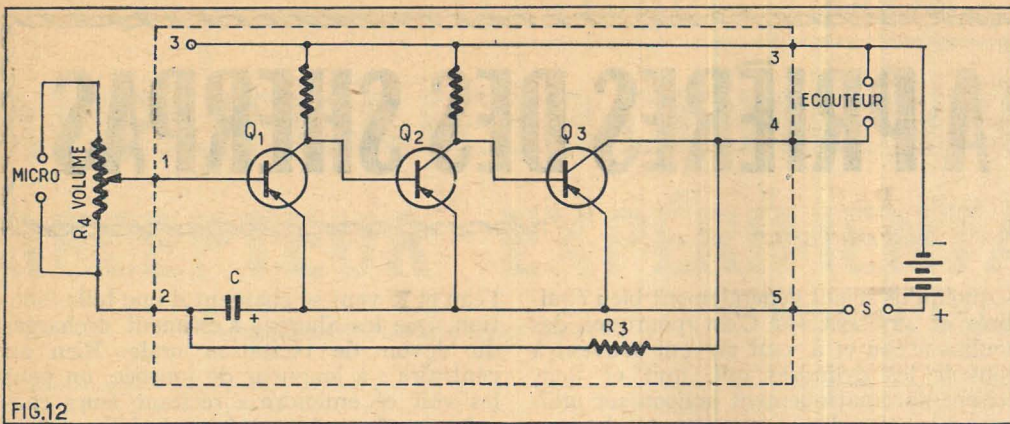 3
3
ECOUTEUR
4
Q1
Q2
Q3
MICRO
R4 VOLUME
1
2
C
- +
R3
5
S
-
+
FIG.12